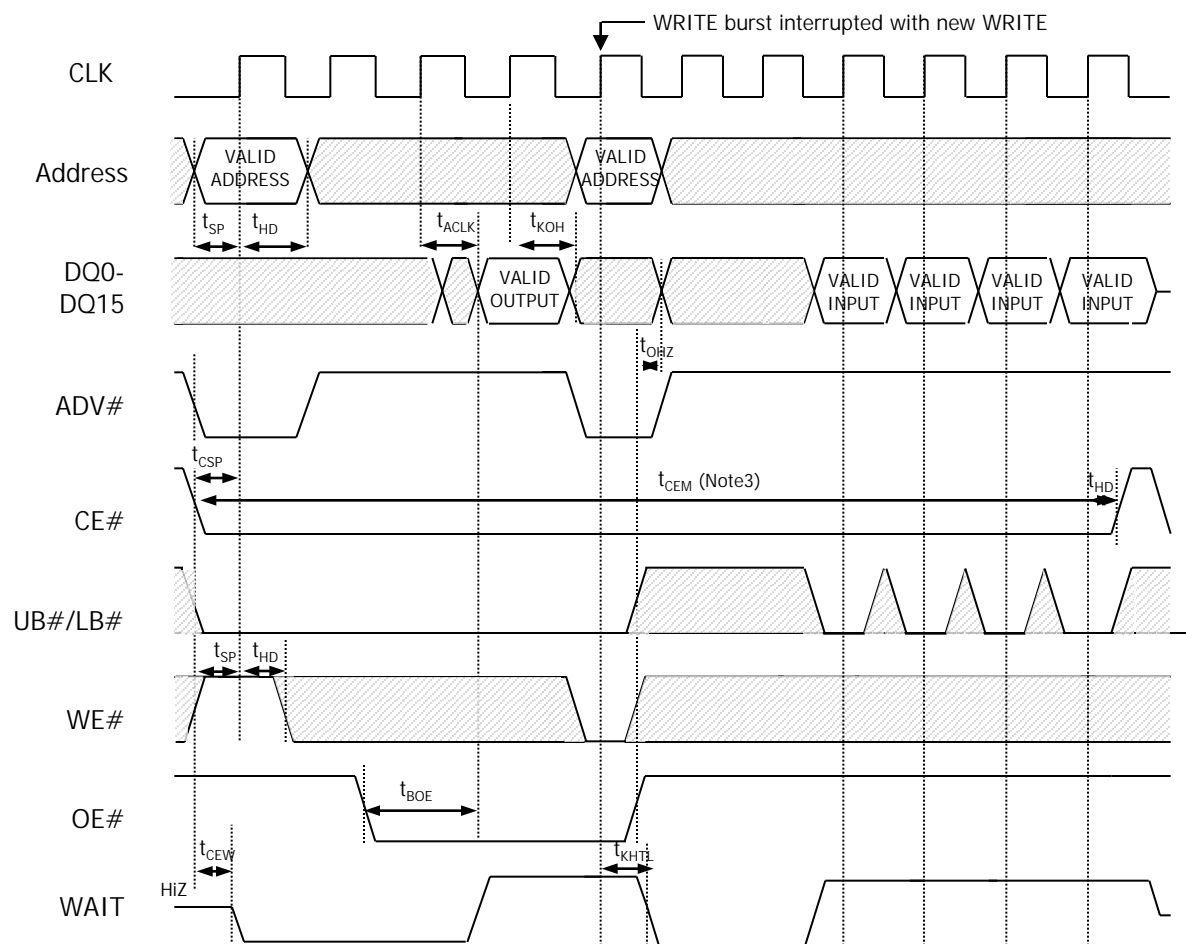 WRITE burst interrupted with new WRITE
CLK
Address
VALID
ADDRESS
VALID
ADDRESS
tSP
tHD
tACLK
tKOH
DQ0-
DQ15
VALID
OUTPUT
VALID
INPUT
VALID
INPUT
VALID
INPUT
VALID
INPUT
tOHZ
ADV#
tCSP
tCEM (Note3)
tHD
CE#
UB#/LB#
tSP
tHD
WE#
tBOE
OE#
tCEW
tKHTL
HiZ
WAIT